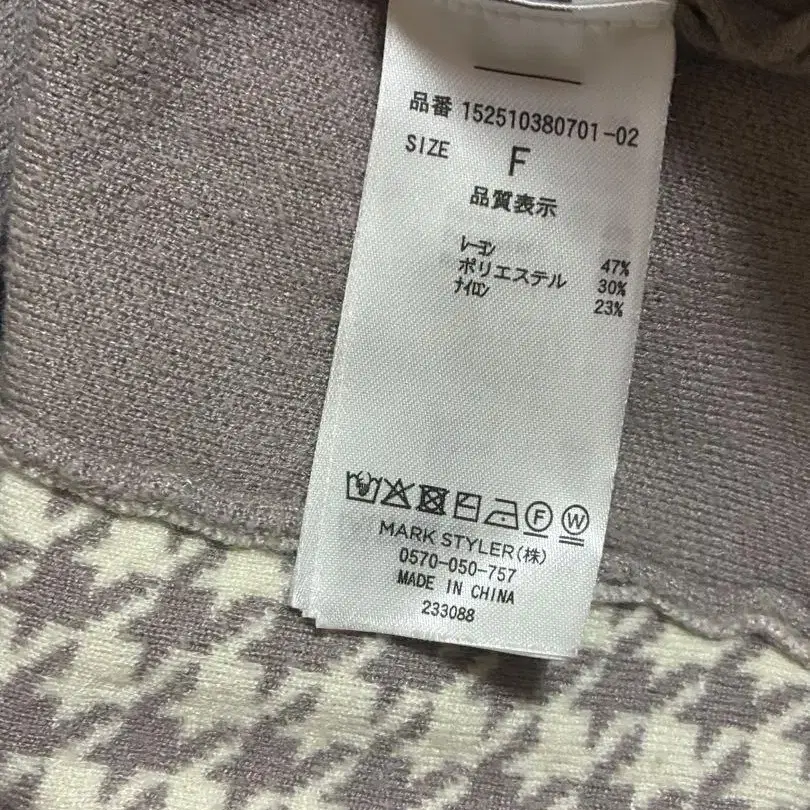 品番 152510380701-02
SIZE F
品質表示
レーヨン 47%
ポリエステル 30%
ナイロン 23%
F W
MARK STYLER(株)
0570-050-757
MADE IN CHINA
233088